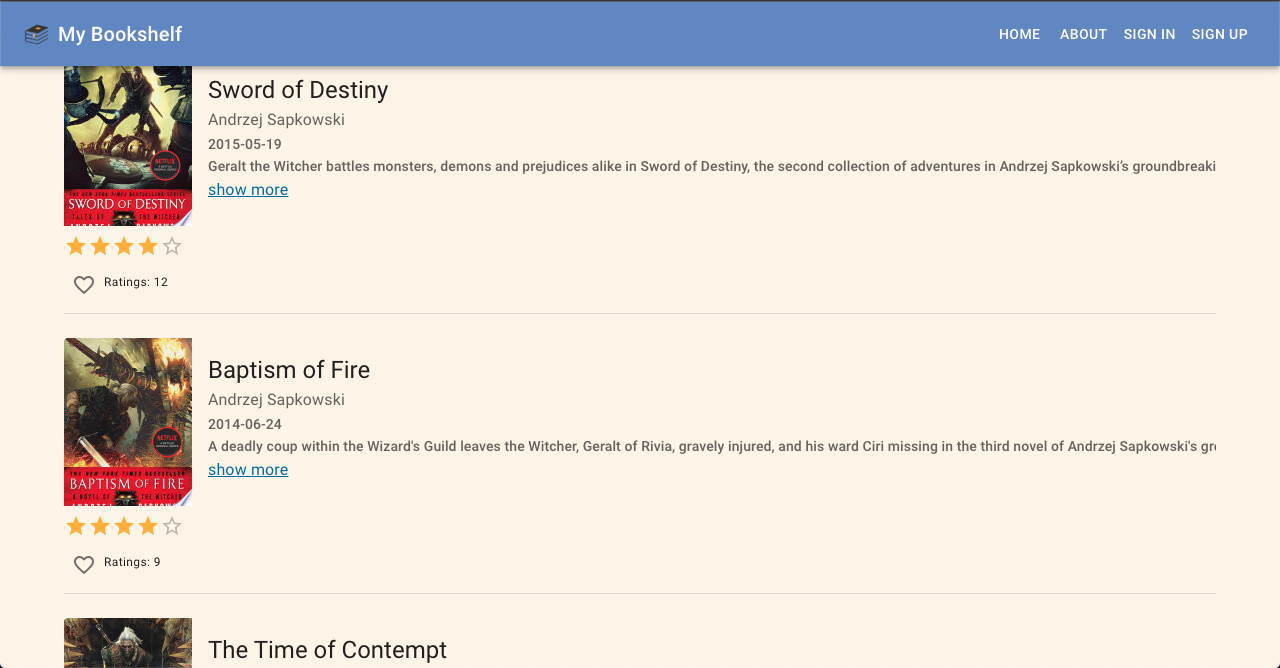 My Bookshelf
HOME ABOUT SIGN IN SIGN UP
NETFLIX
THE NEW YORK TIMES BESTSELLING SERIES
SWORD OF DESTINY
TALES OF THE WITCHER
Sword of Destiny
Andrzej Sapkowski
2015-05-19
Geralt the Witcher battles monsters, demons and prejudices alike in Sword of Destiny, the second collection of adventures in Andrzej Sapkowski’s groundbreaki
show more
Ratings: 12
NETFLIX
THE NEW YORK TIMES BESTSELLER
BAPTISM OF FIRE
A NOVEL OF THE WITCHER
Baptism of Fire
Andrzej Sapkowski
2014-06-24
A deadly coup within the Wizard's Guild leaves the Witcher, Geralt of Rivia, gravely injured, and his ward Ciri missing in the third novel of Andrzej Sapkowski's gr
show more
Ratings: 9
The Time of Contempt